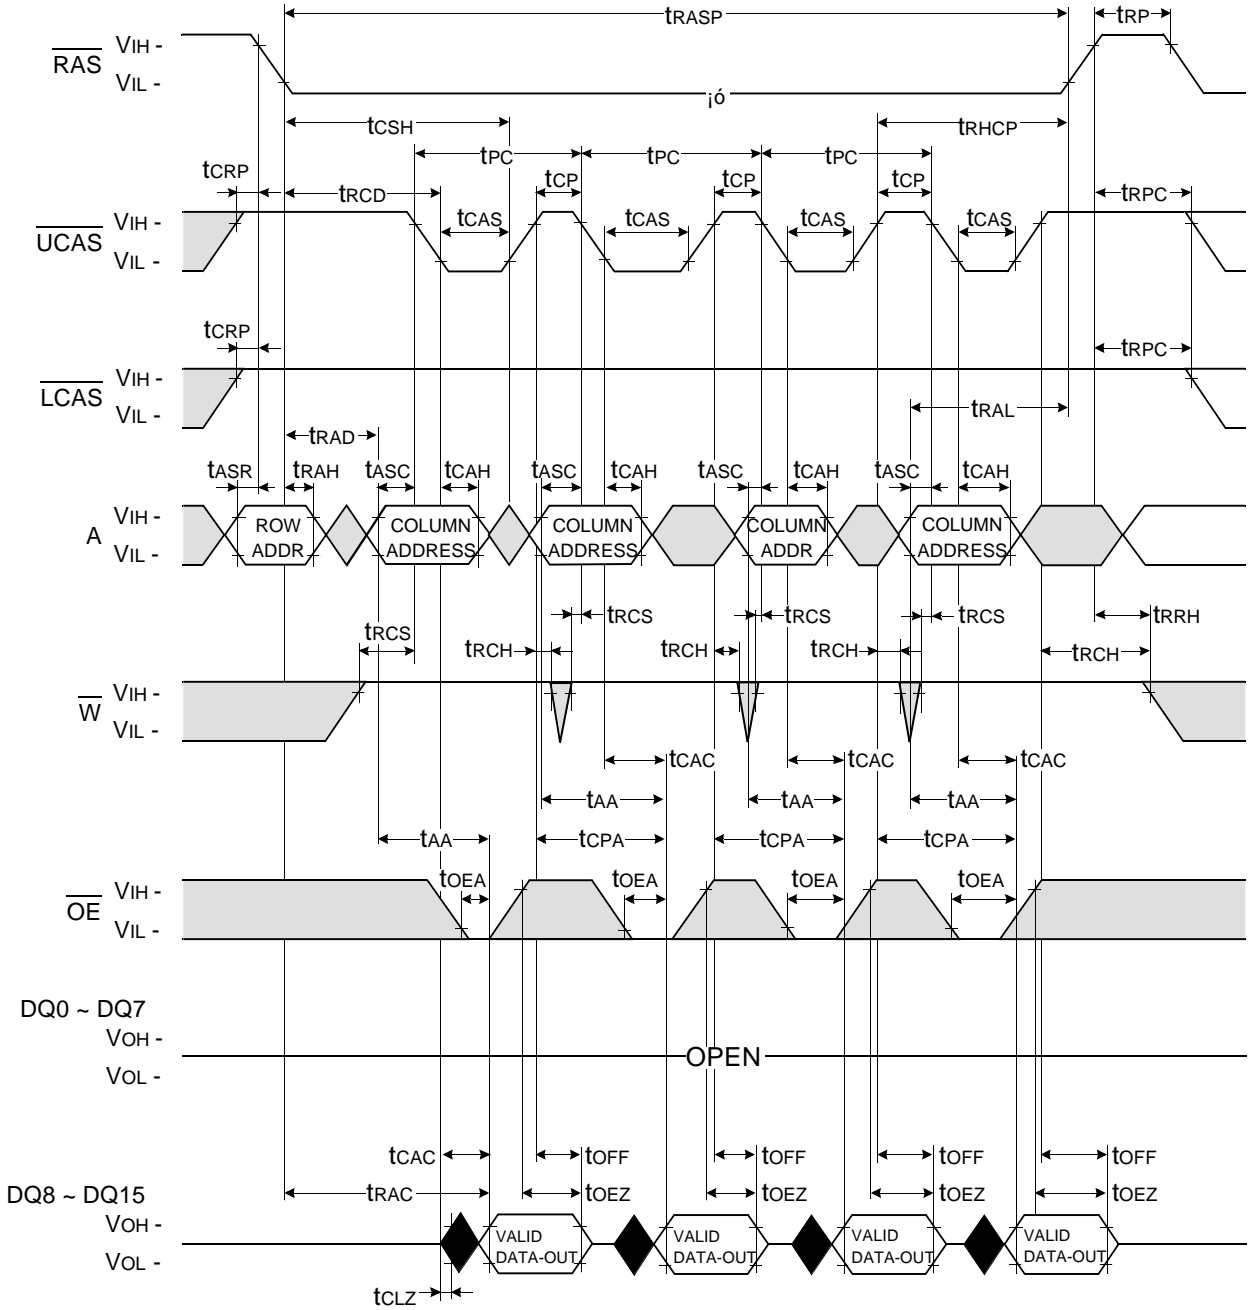 tRASP tRP
RAS VIH -
VIL -
¡ó
tCSH tRHCP
tPC tPC tPC
tCRP tCP tCP tCP
tRCD tRPC
UCAS VIH -
tCAS tCAS tCAS tCAS
VIL -
tCRP tRPC
LCAS VIH -
VIL -
tRAL
tRAD
tASR tRAH tASC tCAH tASC tCAH tASC tCAH tASC tCAH
A VIH -
VIL -
ROW ADDR
COLUMN ADDRESS
COLUMN ADDRESS
COLUMN ADDR
COLUMN ADDRESS
tRCS tRCS tRCS tRCS tRRH
tRCH tRCH tRCH tRCH
W VIH -
VIL -
tCAC tCAC tCAC
tAA tAA tAA
tAA tCPA tCPA tCPA
tOEA tOEA tOEA tOEA
OE VIH -
VIL -
DQ0 ~ DQ7
VOH -
OPEN
VOL -
tCAC tOFF tOFF tOFF tOFF
DQ8 ~ DQ15
tRAC tOEZ tOEZ tOEZ tOEZ
VOH -
VOL -
VALID DATA-OUT
VALID DATA-OUT
VALID DATA-OUT
VALID DATA-OUT
tCLZ